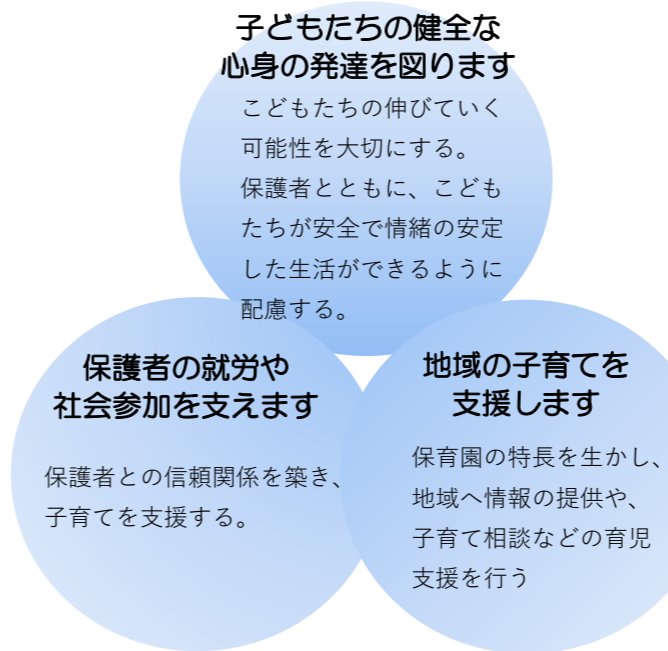 子どもたちの健全な
心身の発達を図ります
こどもたちの伸びていく
可能性を大切にする。
保護者とともに、こども
たちが安全で情緒の安定
した生活ができるように
配慮する。
保護者の就労や
社会参加を支えます
保護者との信頼関係を築き、
子育てを支援する。
地域の子育てを
支援します
保育園の特長を生かし、
地域へ情報の提供や、
子育て相談などの育児
支援を行う